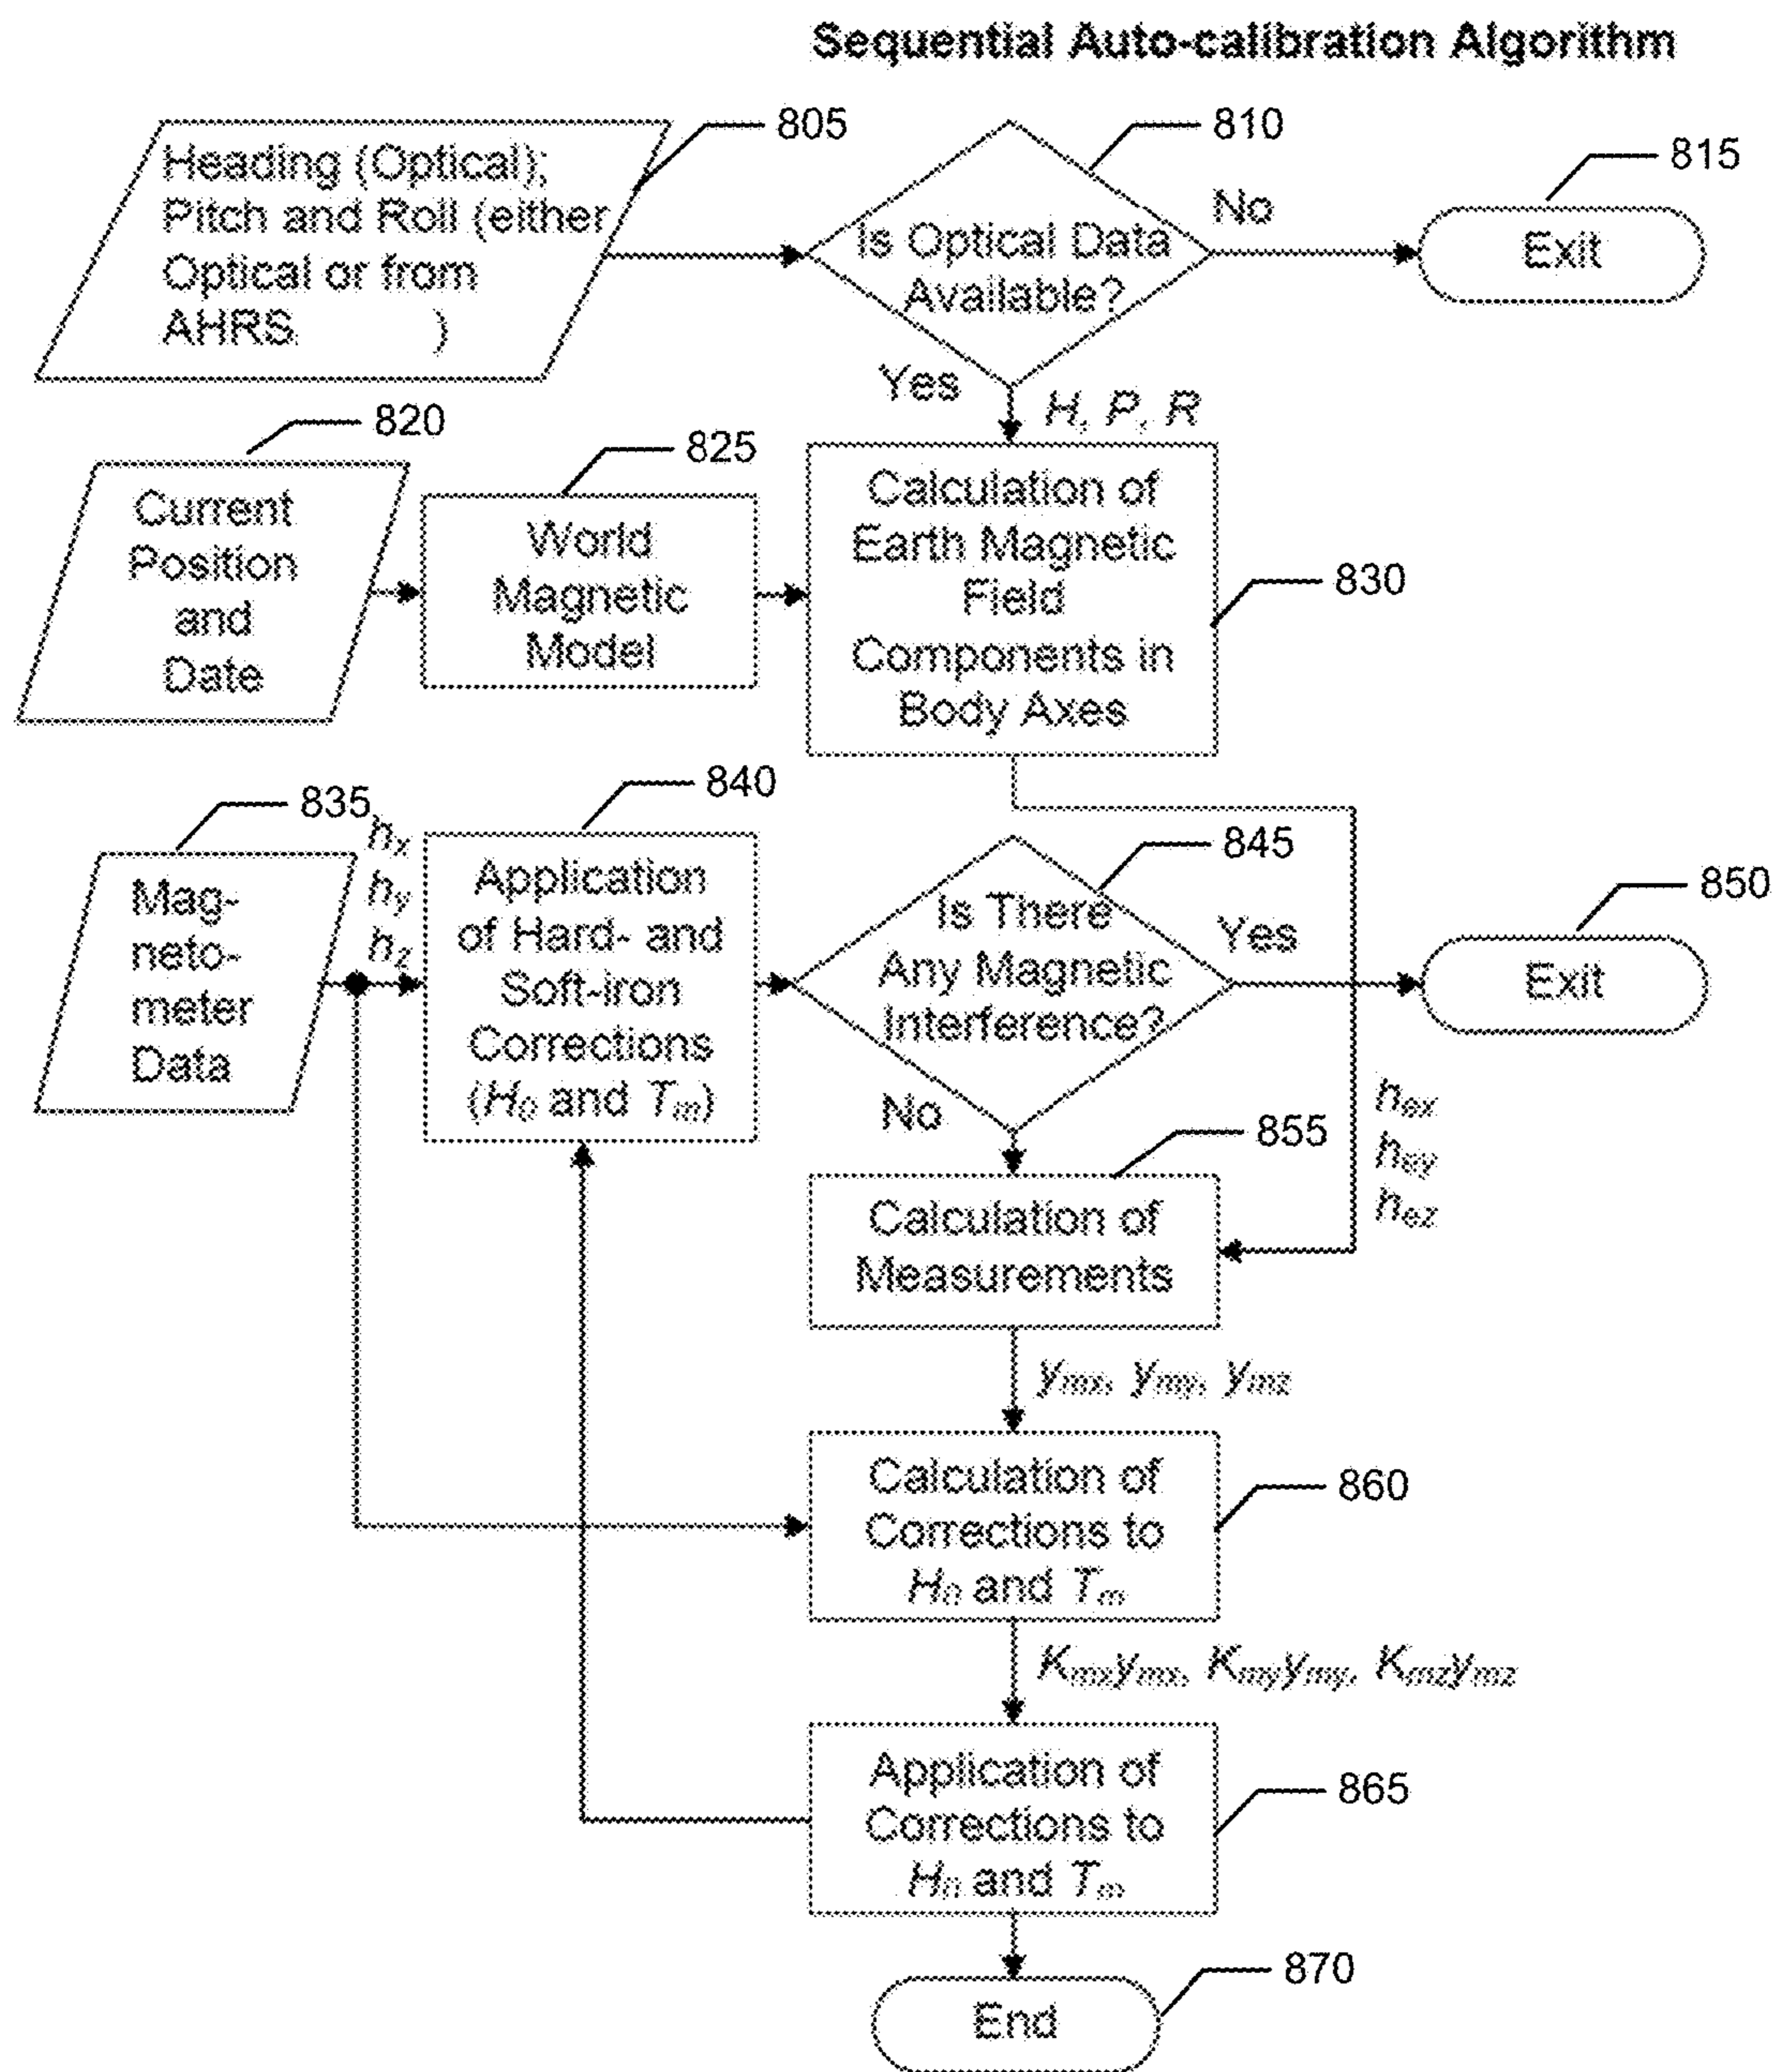 Sequential Auto-calibration Algorithm
805
Heading (Optical);
Pitch and Roll (either
Optical or from
AHRS )
810
Is Optical Data
Available?
No
815
Exit
Yes
H, P, R
820
Current
Position
and
Date
825
World
Magnetic
Model
Calculation of
Earth Magnetic
Field
Components in
Body Axes
830
835
Mag-
neto-
meter
Data
hx
hy
hz
840
Application
of Hard- and
Soft-iron
Corrections
(H0 and Tm)
845
Is There
Any Magnetic
Interference?
Yes
850
Exit
No
hex
hey
hez
855
Calculation of
Measurements
ymx, ymy, ymz
Calculation of
Corrections to
H0 and Tm
860
Kmxymx, Kmyymy, Kmzymz
Application of
Corrections to
H0 and Tm
865
870
End